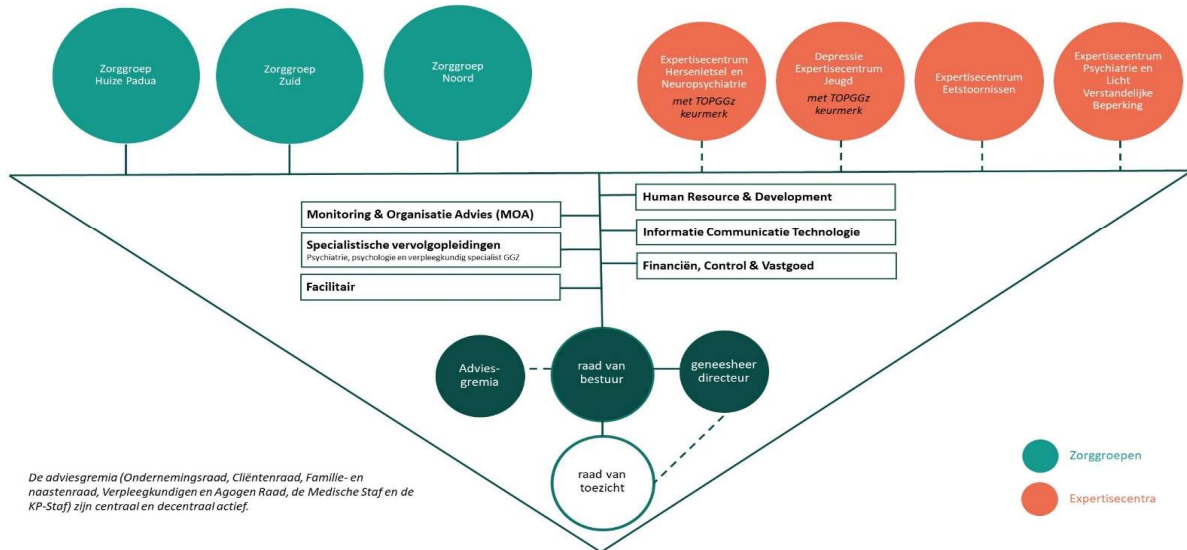 Zorggroep
Huize Padua
Zorggroep
Zuid
Zorggroep
Noord
Expertisecentrum
Hersenletsel en
Neuropsychiatrie
met TOPGGz
keurmerk
Depressie
Expertisecentrum
Jeugd
met TOPGGz
keurmerk
Expertisecentrum
Eetstoornissen
Expertisecentrum
Psychiatrie en
Licht
Verstandelijke
Beperking
Monitoring & Organisatie Advies (MOA)
Specialistische vervolgopleidingen
Psychiatrie, psychologie en verpleegkundig specialist GGZ
Facilitair
Human Resource & Development
Informatie Communicatie Technologie
Financiën, Control & Vastgoed
Advies-
gremia
raad van
bestuur
geneesheer
directeur
raad van
toezicht
De adviesgremia (Ondernemingsraad, Cliëntenraad, Familie- en
naastenraad, Verpleegkundigen en Agogen Raad, de Medische Staf en de
KP-Staf) zijn centraal en decentraal actief.
Zorggroepen
Expertisecentra